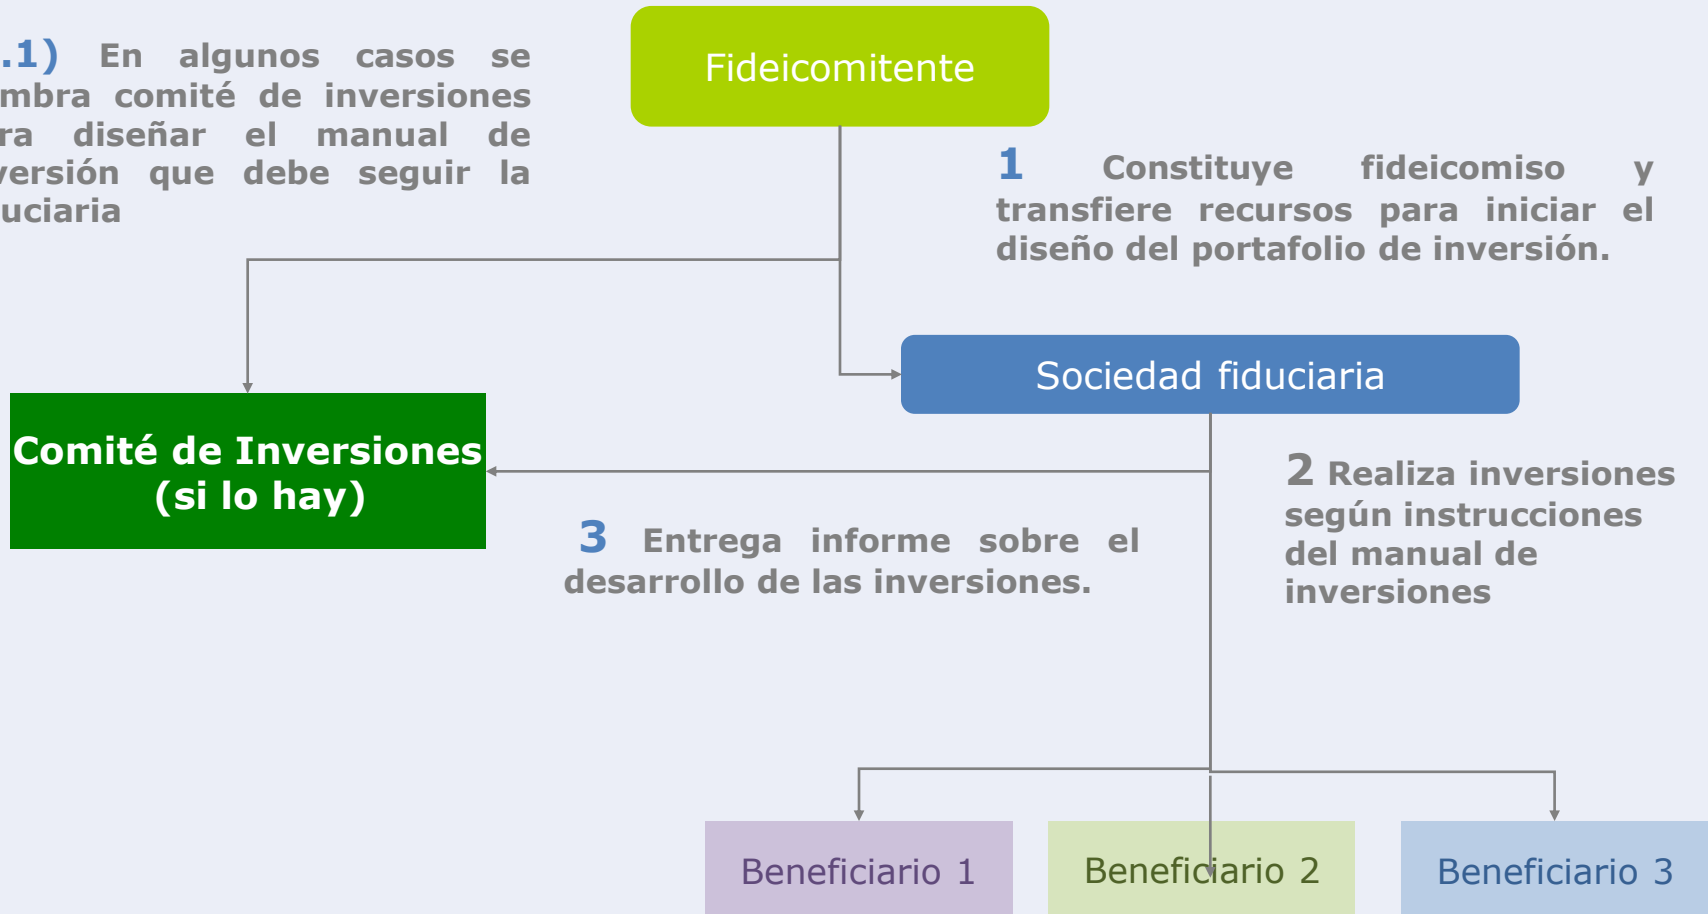 Fideicomitente
.1) En algunos casos se
mbra comité de inversiones
ra diseñar el manual de
versión que debe seguir la
uciaria
1 Constituye fideicomiso y
transfiere recursos para iniciar el
diseño del portafolio de inversión.
Sociedad fiduciaria
Comité de Inversiones
(si lo hay)
2 Realiza inversiones
según instrucciones
del manual de
inversiones
3 Entrega informe sobre el
desarrollo de las inversiones.
Beneficiario 1
Beneficiario 2
Beneficiario 3